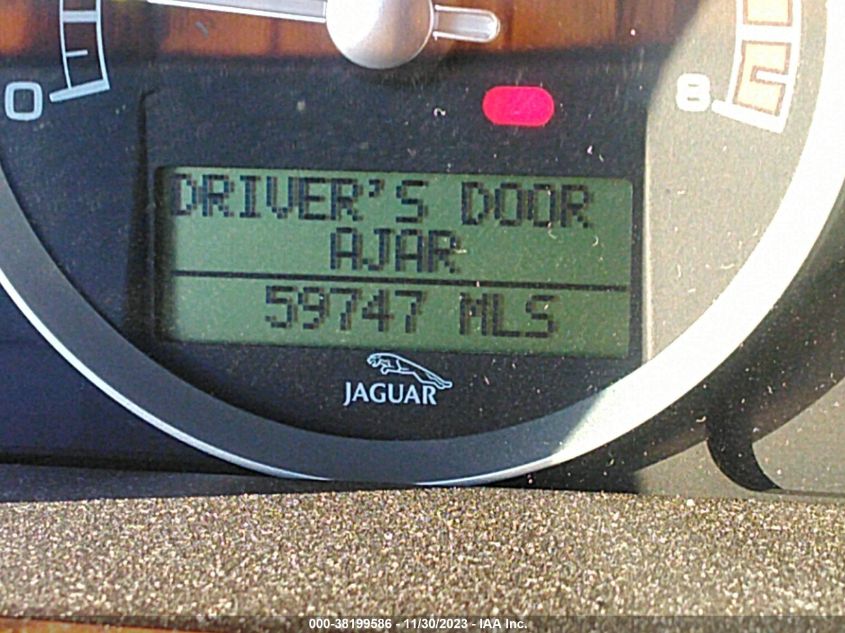 0
8
DRIVER'S DOOR
AJAR
59747 MLS
JAGUAR
000-38199586 - 11/30/2023 - IAA Inc.